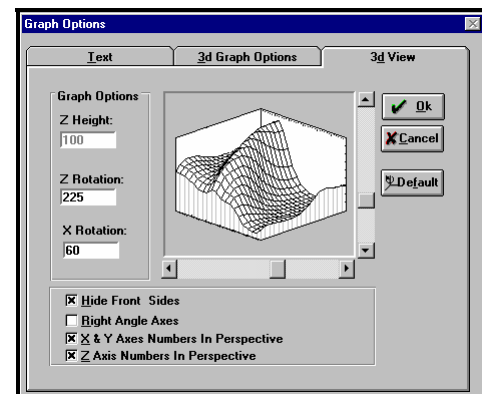 Graph Options
Text 3d Graph Options 3d View
Graph Options
Z Height:
100
Z Rotation:
225
X Rotation:
60
Ok
Cancel
Default
Hide Front Sides
Right Angle Axes
X & Y Axes Numbers In Perspective
Z Axis Numbers In Perspective